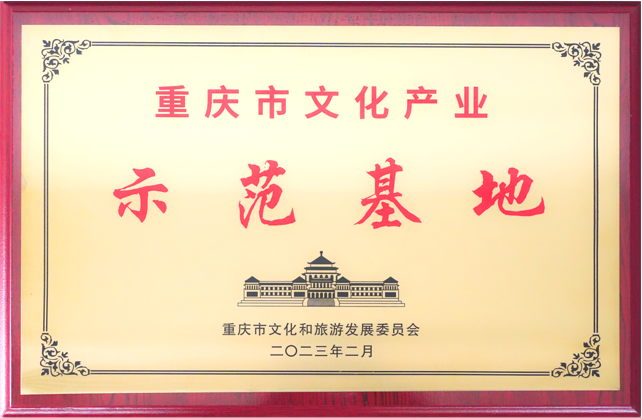 重庆市文化产业
示范基地
重庆市文化和旅游发展委员会
二〇二三年二月